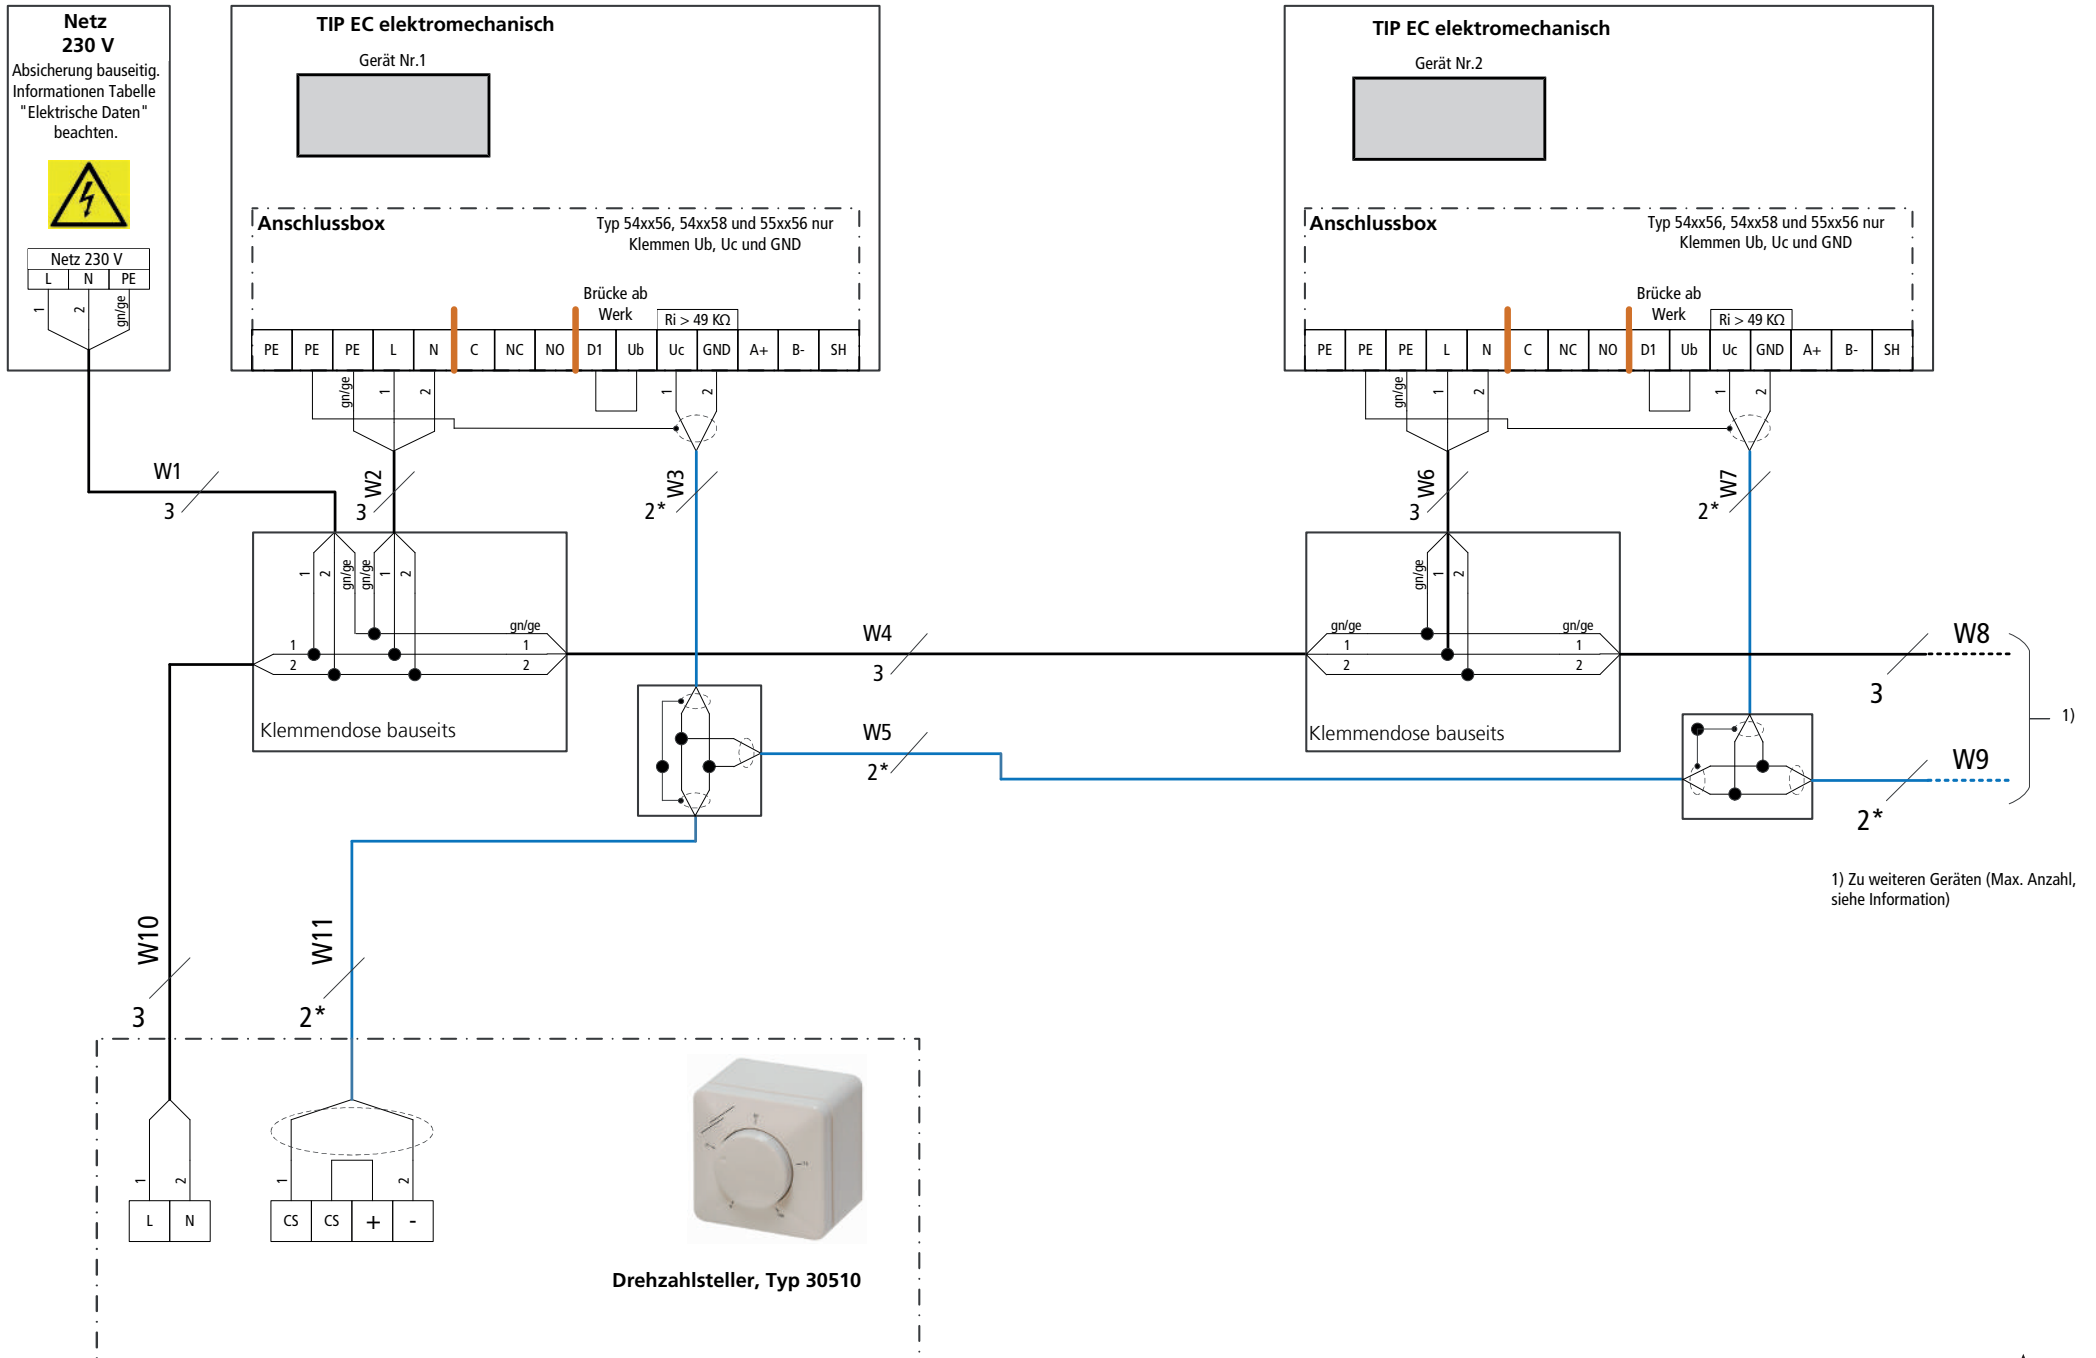 Netz
230 V
Absicherung bauseitig.
Informationen Tabelle
"Elektrische Daten"
beachten.
Netz 230 V
L N PE
1 2 gn/ge
TIP EC elektromechanisch
Gerät Nr.1
Anschlussbox
Typ 54xx56, 54xx58 und 55xx56 nur
Klemmen Ub, Uc und GND
Brücke ab
Werk
Ri > 49 KΩ
PE PE PE L N C NC NO D1 Ub Uc GND A+ B- SH
gn/ge 1 2 1 2
TIP EC elektromechanisch
Gerät Nr.2
Anschlussbox
Typ 54xx56, 54xx58 und 55xx56 nur
Klemmen Ub, Uc und GND
Brücke ab
Werk
Ri > 49 KΩ
PE PE PE L N C NC NO D1 Ub Uc GND A+ B- SH
gn/ge 1 2 1 2
W1
3
W2
3
W3
2*
W6
3
W7
2*
1 2 gn/ge gn/ge 1 2
gn/ge
1 1
2 2
Klemmendose bauseits
W4
3
W5
2*
gn/ge 1 2
gn/ge gn/ge
1 1
2 2
Klemmendose bauseits
W8
3
W9
2*
1)
1) Zu weiteren Geräten (Max. Anzahl,
siehe Information)
W10
3
W11
2*
1 2 1 2
L N CS CS + -
Drehzahlsteller, Typ 30510